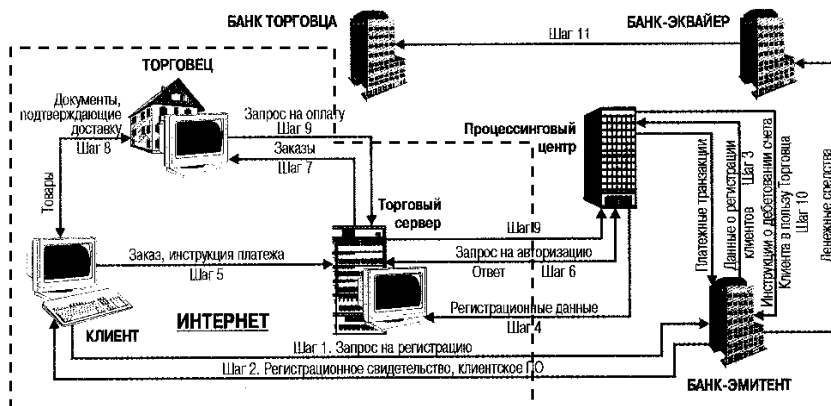 БАНК ТОРГОВЦА
БАНК-ЭКВАЙЕР
Шаг 11
ТОРГОВЕЦ
Документы,
подтверждающие
доставку
Шаг 8
Запрос на оплату
Шаг 9
Заказы
Шаг 7
Процессинговый
центр
Товары
Торговый
сервер
Шаг 9
Запрос на авторизацию
Ответ
Шаг 6
Заказ, инструкция платежа
Шаг 5
Регистрационные данные
Шаг 4
Платежные транзакции
Данные о регистрации
клиентов
Шаг 3
Инструкции о дебетовании счета
Клиента в пользу Торговца
Шаг 10
Денежные средства
КЛИЕНТ
ИНТЕРНЕТ
Шаг 1. Запрос на регистрацию
Шаг 2. Регистрационное свидетельство, клиентское ПО
БАНК-ЭМИТЕНТ